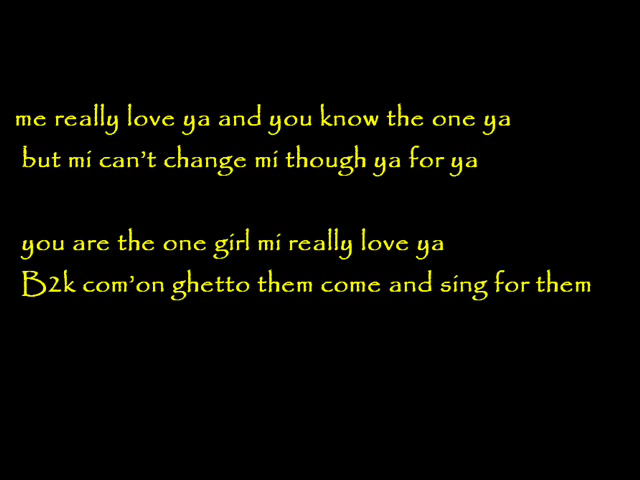 me really love ya and you know the one ya
but mi can't change mi though ya for ya
you are the one girl mi really love ya
B2k com'on ghetto them come and sing for them